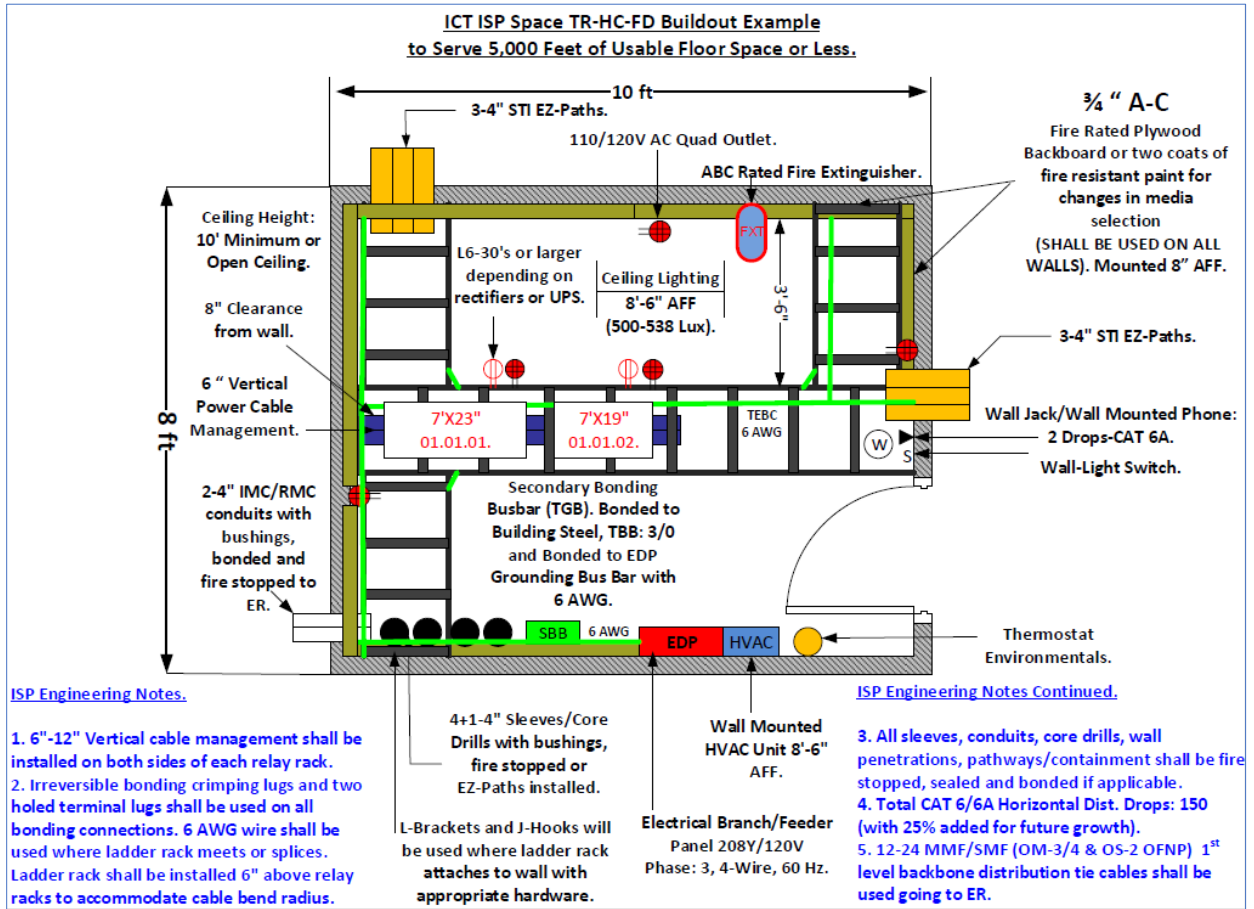 ICT ISP Space TR-HC-FD Buildout Example
to Serve 5,000 Feet of Usable Floor Space or Less.
10 ft
3-4" STI EZ-Paths.
110/120V AC Quad Outlet.
ABC Rated Fire Extinguisher.
¾ “ A-C
Fire Rated Plywood
Backboard or two coats of
fire resistant paint for
changes in media
selection
(SHALL BE USED ON ALL
WALLS). Mounted 8” AFF.
Ceiling Height:
10' Minimum or
Open Ceiling.
L6-30's or larger
depending on
rectifiers or UPS.
Ceiling Lighting
8'-6" AFF
(500-538 Lux).
FXT
3'-6"
8" Clearance
from wall.
6 “ Vertical
Power Cable
Management.
8 ft
3-4" STI EZ-Paths.
7'X23"
01.01.01.
7'X19"
01.01.02.
TEBC
6 AWG
W
S
Wall Jack/Wall Mounted Phone:
2 Drops-CAT 6A.
Wall-Light Switch.
2-4" IMC/RMC
conduits with
bushings,
bonded and
fire stopped to
ER.
Secondary Bonding
Busbar (TGB). Bonded to
Building Steel, TBB: 3/0
and Bonded to EDP
Grounding Bus Bar with
6 AWG.
SBB
6 AWG
EDP
HVAC
Thermostat
Environmentals.
ISP Engineering Notes.
1. 6"-12" Vertical cable management shall be
installed on both sides of each relay rack.
2. Irreversible bonding crimping lugs and two
holed terminal lugs shall be used on all
bonding connections. 6 AWG wire shall be
used where ladder rack meets or splices.
Ladder rack shall be installed 6" above relay
racks to accommodate cable bend radius.
4+1-4" Sleeves/Core
Drills with bushings,
fire stopped or
EZ-Paths installed.
L-Brackets and J-Hooks will
be used where ladder rack
attaches to wall with
appropriate hardware.
Wall Mounted
HVAC Unit 8'-6"
AFF.
Electrical Branch/Feeder
Panel 208Y/120V
Phase: 3, 4-Wire, 60 Hz.
ISP Engineering Notes Continued.
3. All sleeves, conduits, core drills, wall
penetrations, pathways/containment shall be fire
stopped, sealed and bonded if applicable.
4. Total CAT 6/6A Horizontal Dist. Drops: 150
(with 25% added for future growth).
5. 12-24 MMF/SMF (OM-3/4 & OS-2 OFNP) 1st
level backbone distribution tie cables shall be
used going to ER.